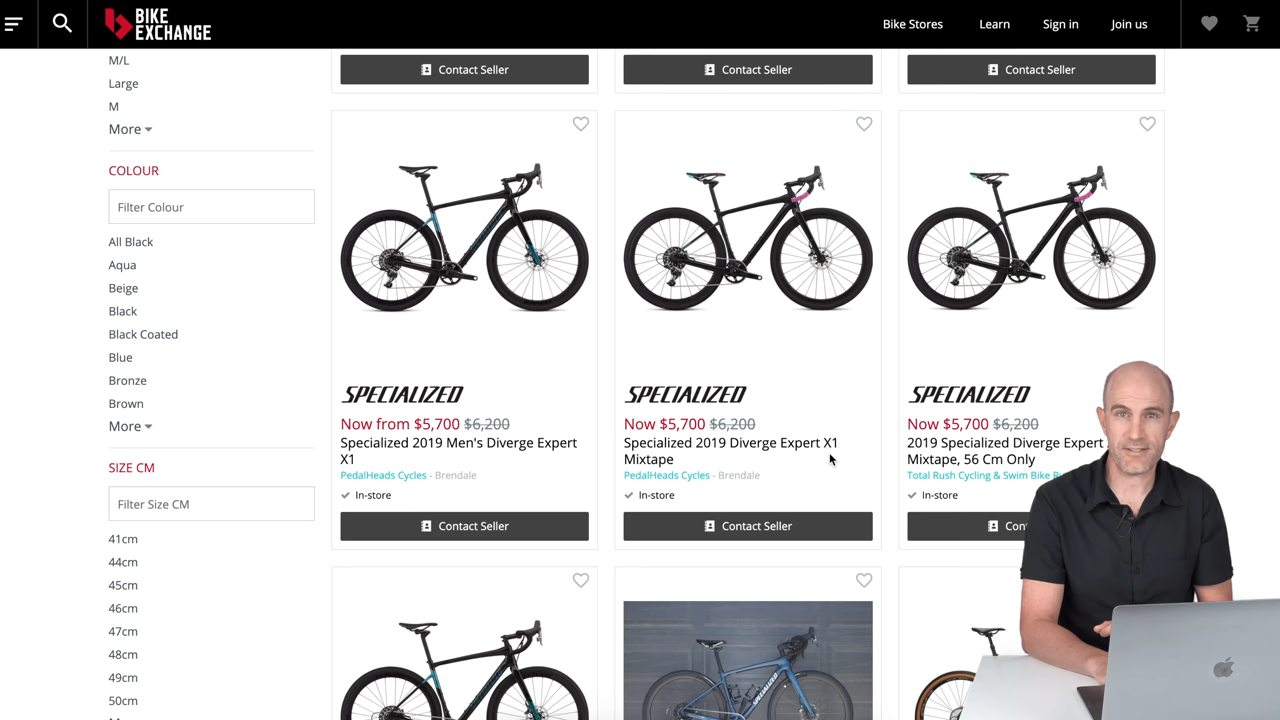 BIKE
EXCHANGE
Bike Stores
Learn
Sign in
Join us
M/L
Large
M
More
COLOUR
Filter Colour
All Black
Aqua
Beige
Black
Black Coated
Blue
Bronze
Brown
More
SIZE CM
Filter Size CM
41cm
44cm
45cm
46cm
47cm
48cm
49cm
50cm
Contact Seller
Contact Seller
Contact Seller
SPECIALIZED
Now from $5,700 $6,200
Specialized 2019 Men's Diverge Expert
X1
PedalHeads Cycles - Brendale
In-store
Contact Seller
SPECIALIZED
Now $5,700 $6,200
Specialized 2019 Diverge Expert X1
Mixtape
PedalHeads Cycles - Brendale
In-store
Contact Seller
SPECIALIZED
Now $5,700 $6,200
2019 Specialized Diverge Expert
Mixtape, 56 Cm Only
Total Rush Cycling & Swim Bike
In-store
SPECIALIZED